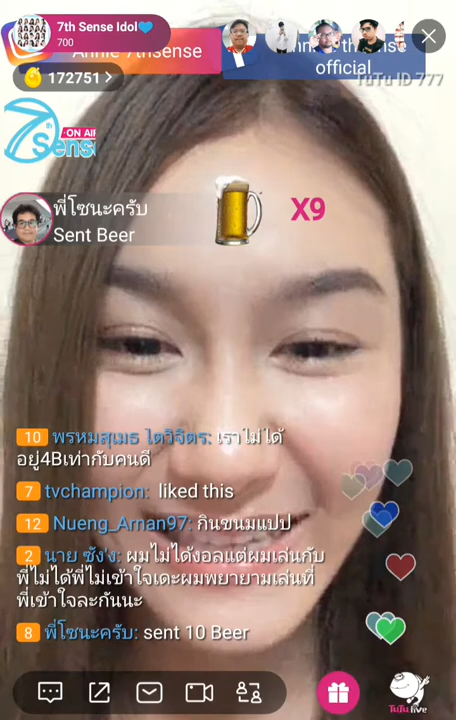 7th Sense Idol
700
Annie 7thsense
official
TuTu ID 777
172751
7th
Sense
ON AIR
พี่โซนะครับ
Sent Beer
X9
10 พรหมสุเมธ ไตวิจิตร: เราไม่ได้
อยู่4Bเท่ากับคนดี
7 tvchampion: liked this
12 Nueng_Aman97: กินขนมแปป
2 นาย ซัง'ง: ผมไม่ได้งอลแต่ผมเล่นกับ
พี่ไม่ได้พี่ไม่เข้าใจเดะผมพยายามเล่นที่
พี่เข้าใจละกันนะ
8 พี่โซนะครับ: sent 10 Beer
TuTu live